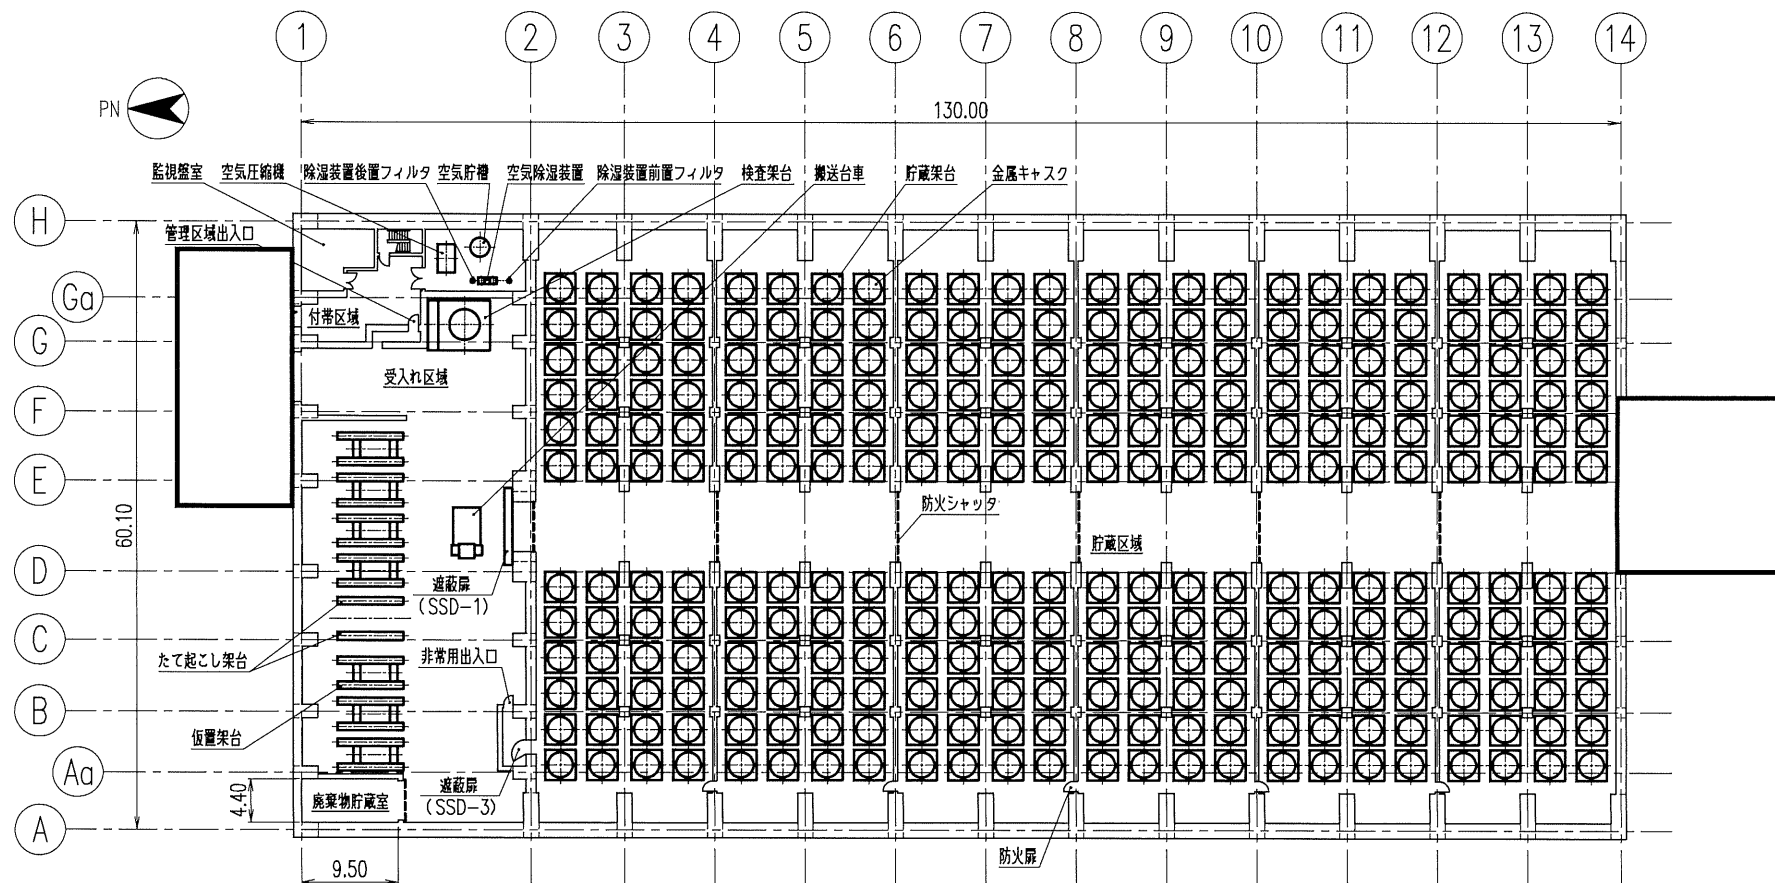 1 2 3 4 5 6 7 8 9 10 11 12 13 14
PN
130.00
監視盤室 空気圧縮機 除湿装置後置フィルタ 空気貯槽 空気除湿装置 除湿装置前置フィルタ 検査架台 搬送台車 貯蔵架台 金属キャスク
H
管理区域出入口
Ga
付帯区域
G
受入れ区域
F
E
防火シャッタ
60.10
貯蔵区域
D
遮蔽扉
(SSD-1)
C
たて起こし架台
非常用出入口
B
仮置架台
Aa
遮蔽扉
(SSD-3)
4.40
廃棄物貯蔵室
A
防火扉
9.50